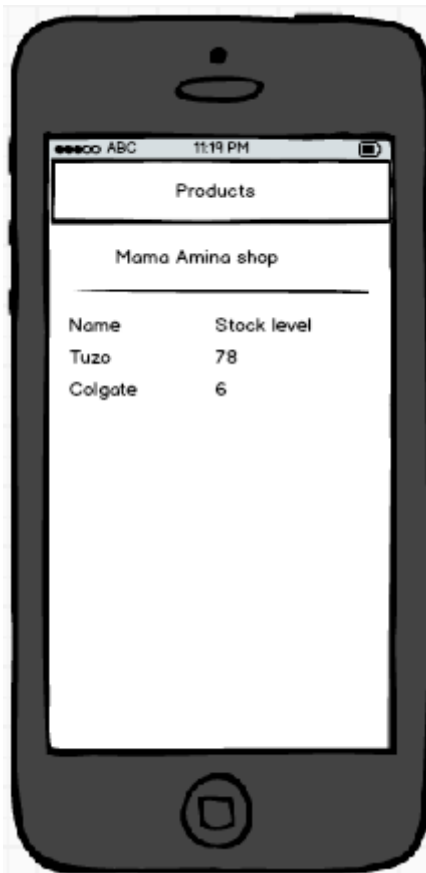 ABC 11:19 PM
Products
Mama Amina shop
Name Stock level
Tuzo 78
Colgate 6